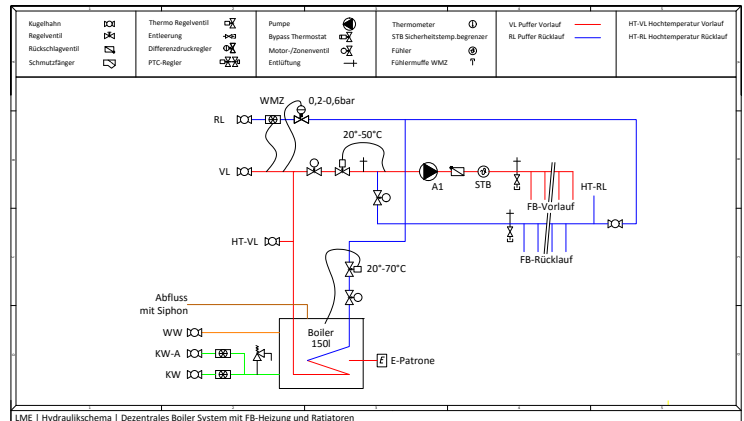 Kugelhahn
Regelventil
Rückschlagventil
Schmutzfänger
Thermo Regelventil
Entleerung
Differenzdruckregler
PTC-Regler
Pumpe
Bypass Thermostat
Motor-/Zonenventil
Entlüftung
Thermometer
STB Sicherheitstemp.begrenzer
Fühler
Fühlermuffe WMZ
VL Puffer Vorlauf
RL Puffer Rücklauf
HT-VL Hochtemperatur Vorlauf
HT-RL Hochtemperatur Rücklauf
WMZ
0,2-0,6bar
RL
20°-50°C
VL
A1
STB
HT-RL
FB-Vorlauf
HT-VL
FB-Rücklauf
20°-70°C
Abfluss
mit Siphon
WW
Boiler
150l
KW-A
E E-Patrone
KW
LME | Hydraulikschema | Dezentrales Boiler System mit FB-Heizung und Ratiatoren